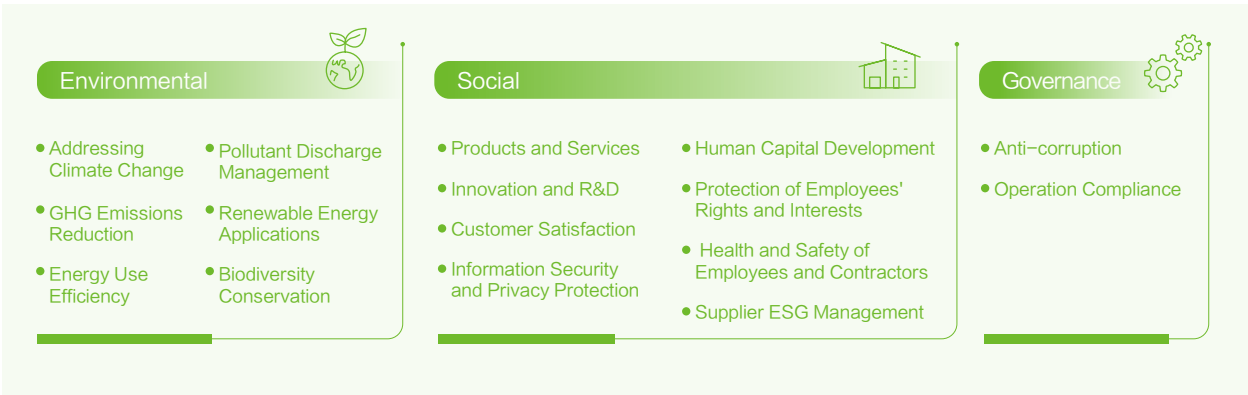 Environmental
Addressing
Climate Change
GHG Emissions
Reduction
Energy Use
Efficiency
Pollutant Discharge
Management
Renewable Energy
Applications
Biodiversity
Conservation
Social
Products and Services
Innovation and R&D
Customer Satisfaction
Information Security
and Privacy Protection
Human Capital Development
Protection of Employees'
Rights and Interests
Health and Safety of
Employees and Contractors
Supplier ESG Management
Governance
Anti-corruption
Operation Compliance